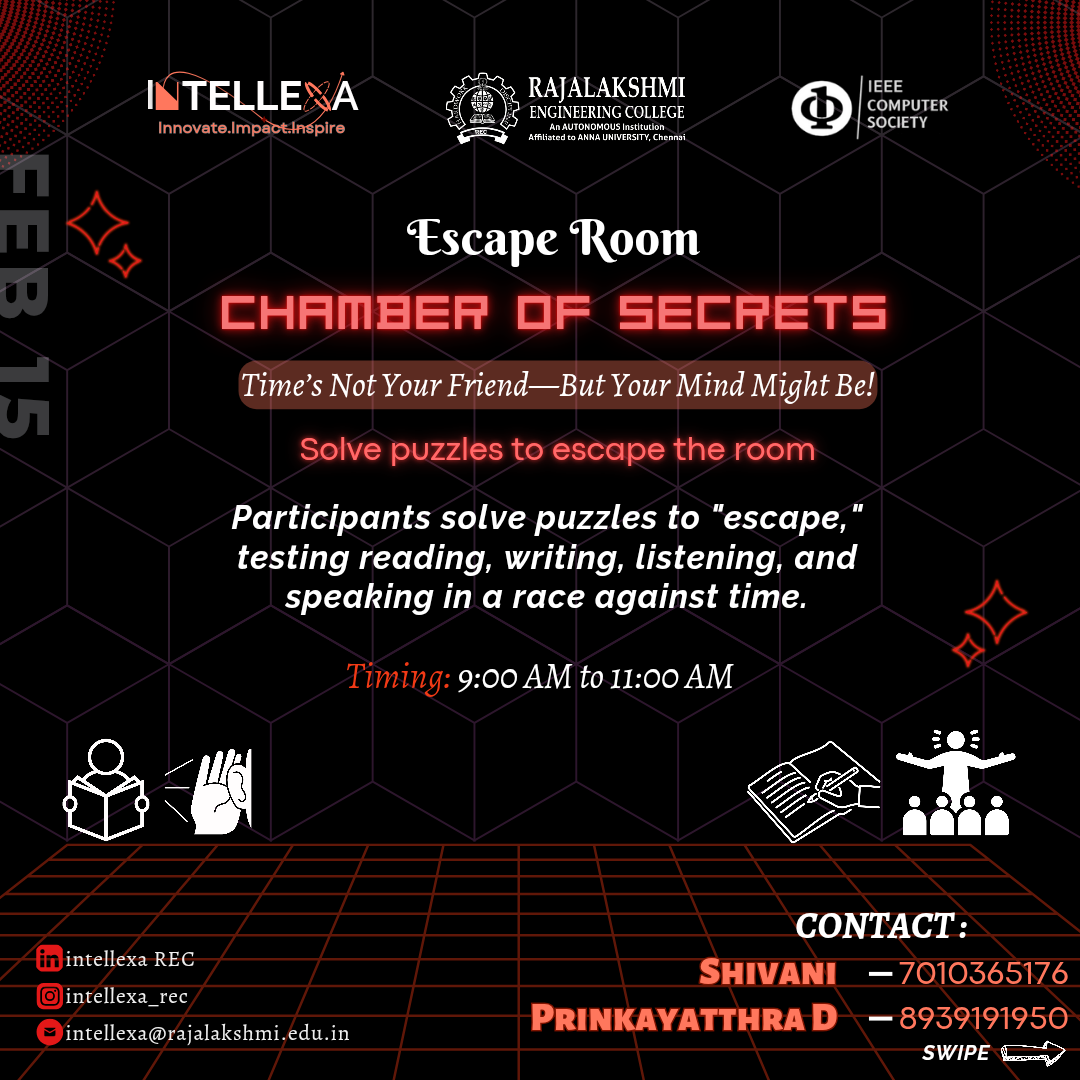 INTELLEXA
Innovate.Impact.Inspire
RAJALAKSHMI
ENGINEERING COLLEGE
An AUTONOMOUS Institution
Affiliated to ANNA UNIVERSITY, Chennai
REC
IEEE
COMPUTER
SOCIETY
FEB 15
Escape Room
CHAMBER OF SECRETS
Time's Not Your Friend—But Your Mind Might Be!
Solve puzzles to escape the room
Participants solve puzzles to "escape,"
testing reading, writing, listening, and
speaking in a race against time.
Timing: 9:00 AM to 11:00 AM
CONTACT :
SHIVANI — 7010365176
PRINKAYATTHRA D — 8939191950
intellexa REC
intellexa_rec
intellexa@rajalakshmi.edu.in
SWIPE